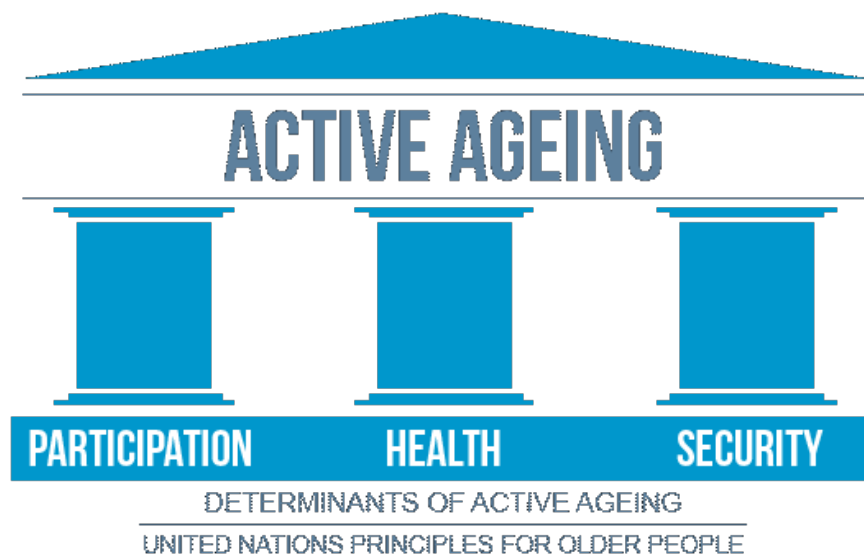 ACTIVE AGEING
PARTICIPATION HEALTH SECURITY
DETERMINANTS OF ACTIVE AGEING
UNITED NATIONS PRINCIPLES FOR OLDER PEOPLE